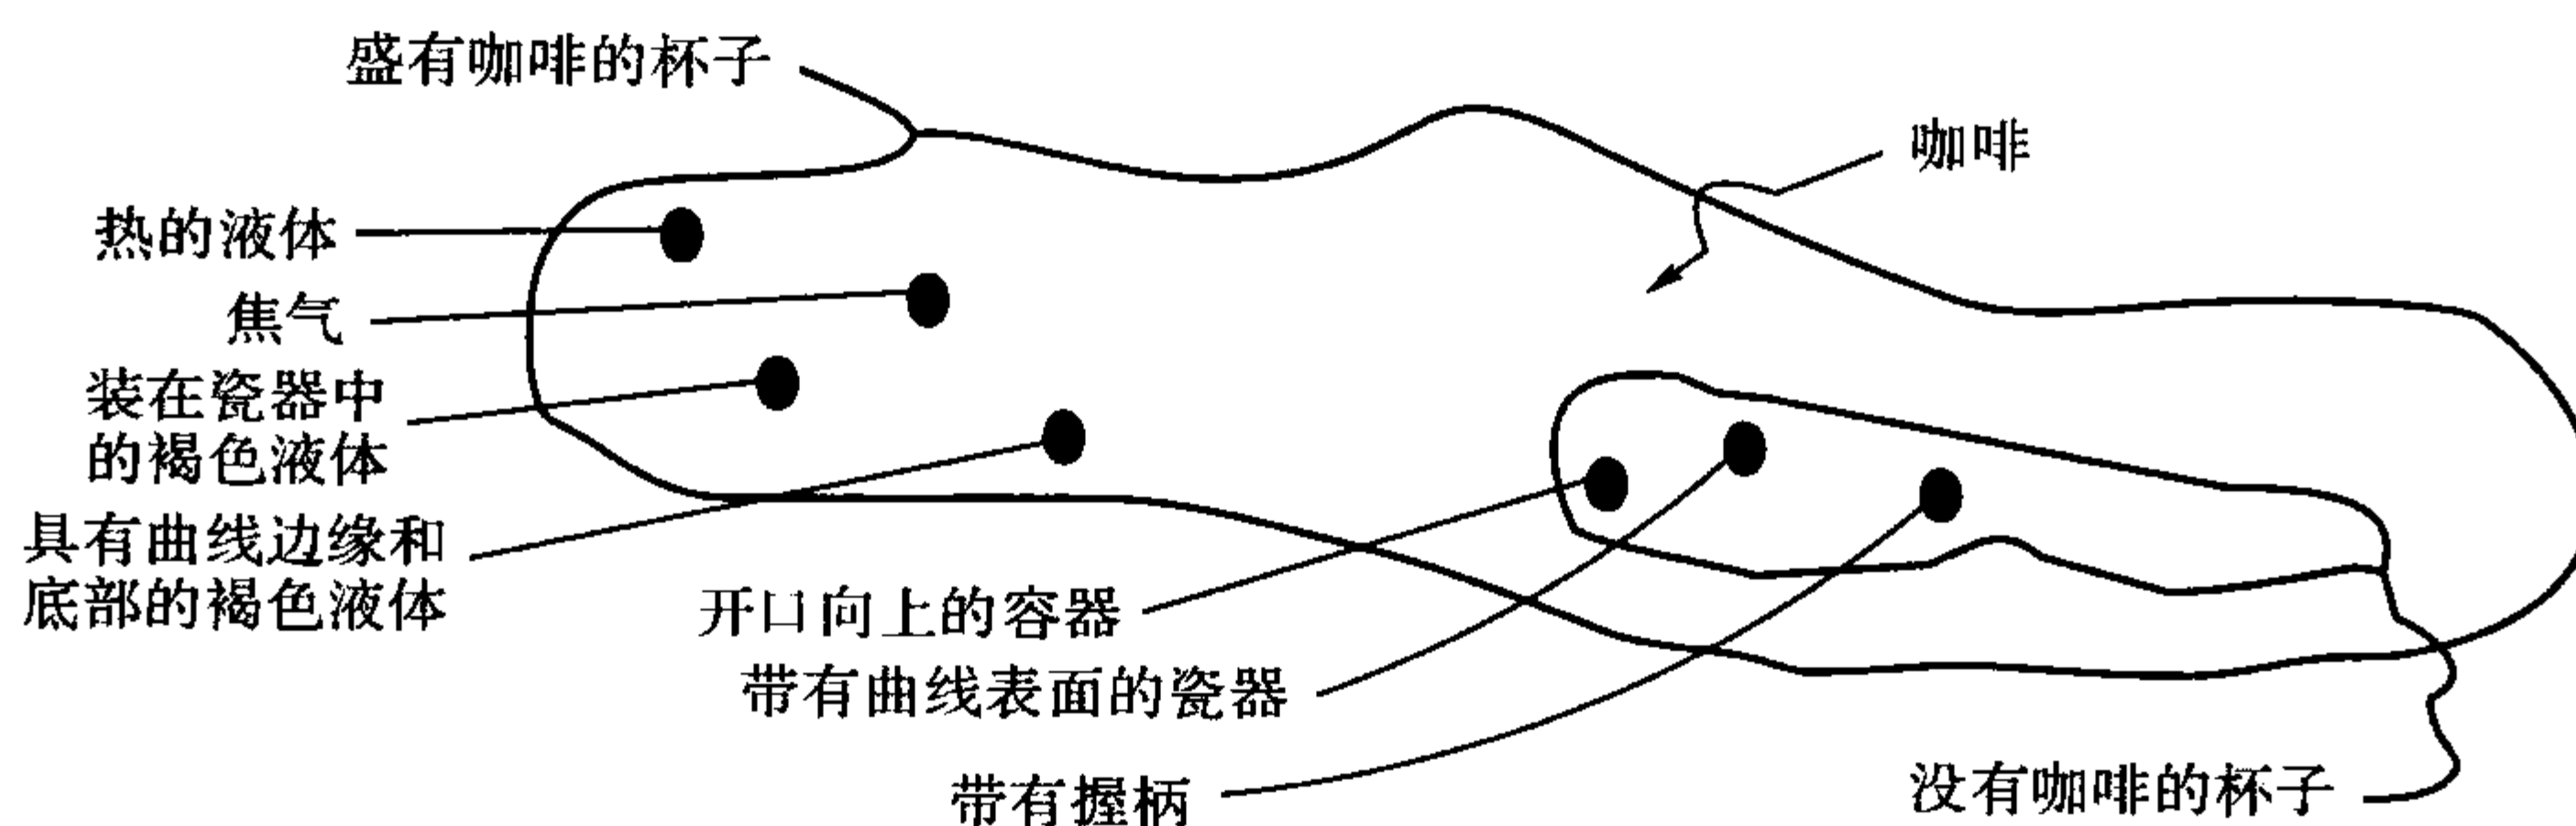 盛有咖啡的杯子
咖啡
热的液体
焦气
装在瓷器中
的褐色液体
具有曲线边缘和
底部的褐色液体
开口向上的容器
带有曲线表面的瓷器
带有握柄
没有咖啡的杯子